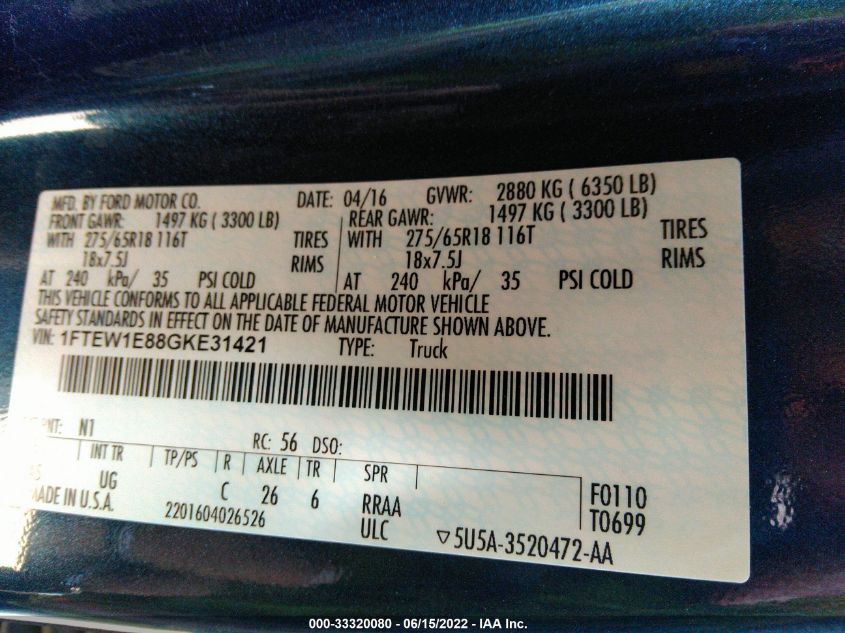 MFD. BY FORD MOTOR CO. DATE: 04/16 GVWR: 2880 KG ( 6350 LB)
FRONT GAWR: 1497 KG ( 3300 LB) REAR GAWR: 1497 KG ( 3300 LB)
WITH 275/65R18 116T TIRES WITH 275/65R18 116T TIRES
18x7.5J RIMS 18x7.5J RIMS
AT 240 kPa/ 35 PSI COLD AT 240 kPa/ 35 PSI COLD
THIS VEHICLE CONFORMS TO ALL APPLICABLE FEDERAL MOTOR VEHICLE
SAFETY STANDARDS IN EFFECT ON THE DATE OF MANUFACTURE SHOWN ABOVE.
VIN: 1FTEW1E88GKE31421 TYPE: Truck
NT: N1
RC: 56 DSO:
INT TR TP/PS R AXLE TR SPR
UG C 26 6 RRAA F0110
MADE IN U.S.A. 2201604026526 ULC T0699
▽5U5A-3520472-AA
000-33320080 - 06/15/2022 - IAA Inc.